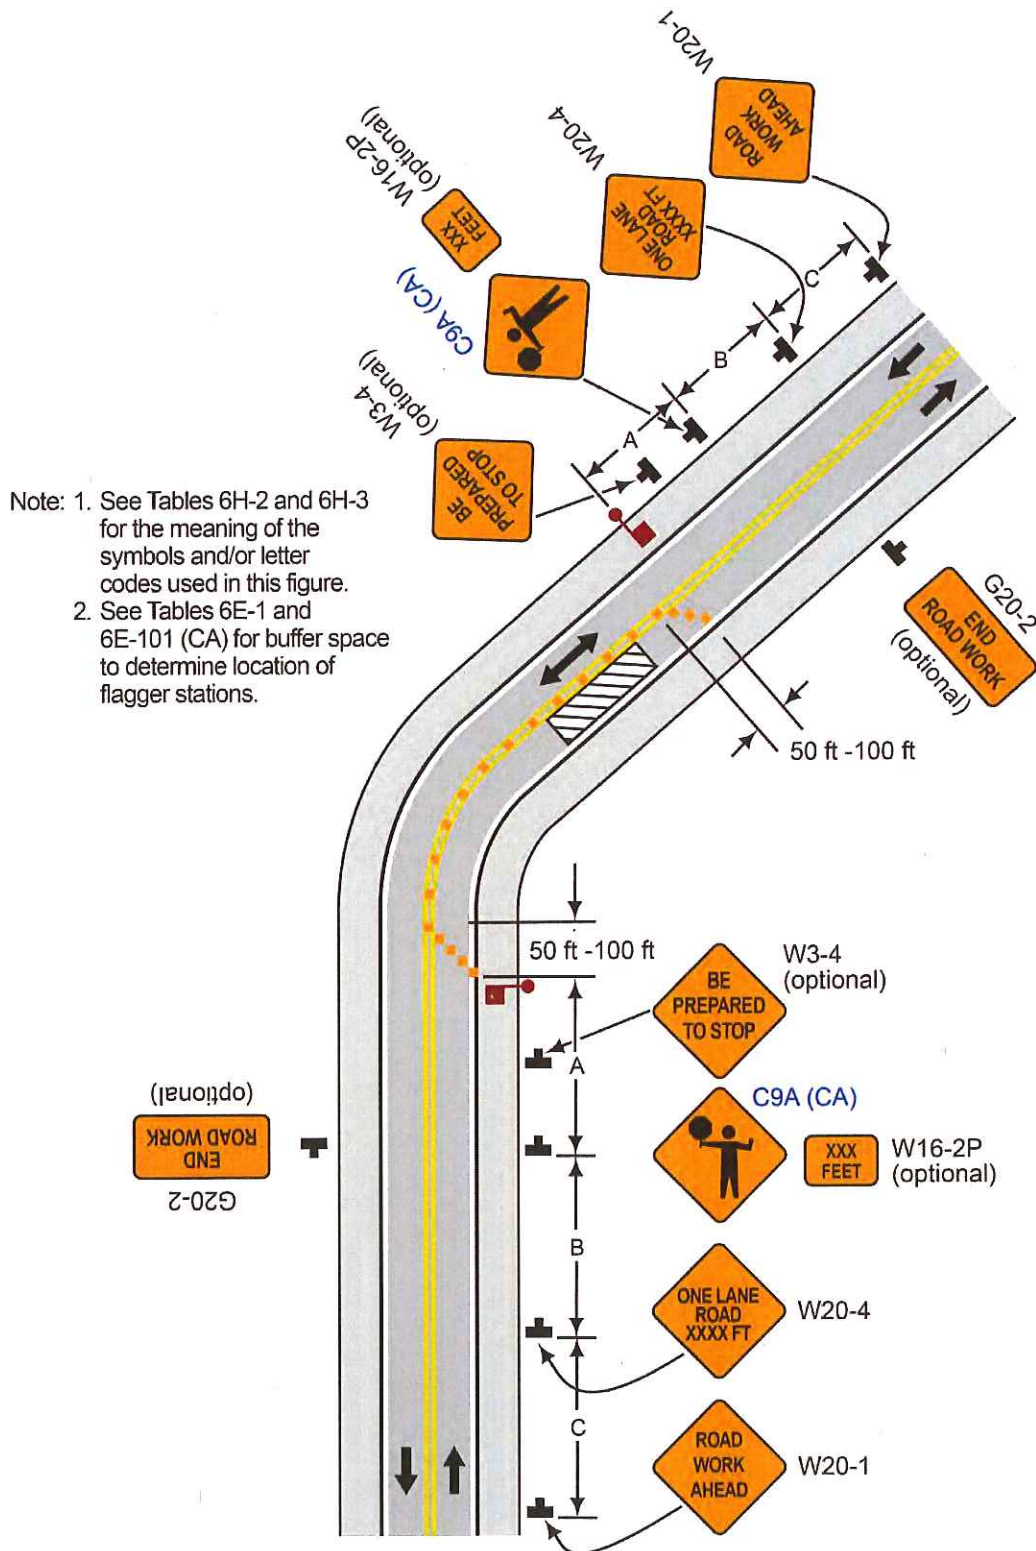 W20-1
ROAD
WORK
AHEAD
W20-4
ONE LANE
ROAD
XXXX FT
W16-2P
(optional)
XXX
FEET
C9A (CA)
W3-4
(optional)
BE
PREPARED
TO STOP
A
B
C
Note: 1. See Tables 6H-2 and 6H-3
for the meaning of the
symbols and/or letter
codes used in this figure.
2. See Tables 6E-1 and
6E-101 (CA) for buffer space
to determine location of
flagger stations.
G20-2
END
ROAD WORK
(optional)
50 ft -100 ft
50 ft -100 ft
BE
PREPARED
TO STOP
W3-4
(optional)
A
C9A (CA)
XXX
FEET
W16-2P
(optional)
G20-2
END
ROAD WORK
(optional)
B
ONE LANE
ROAD
XXXX FT
W20-4
C
ROAD
WORK
AHEAD
W20-1